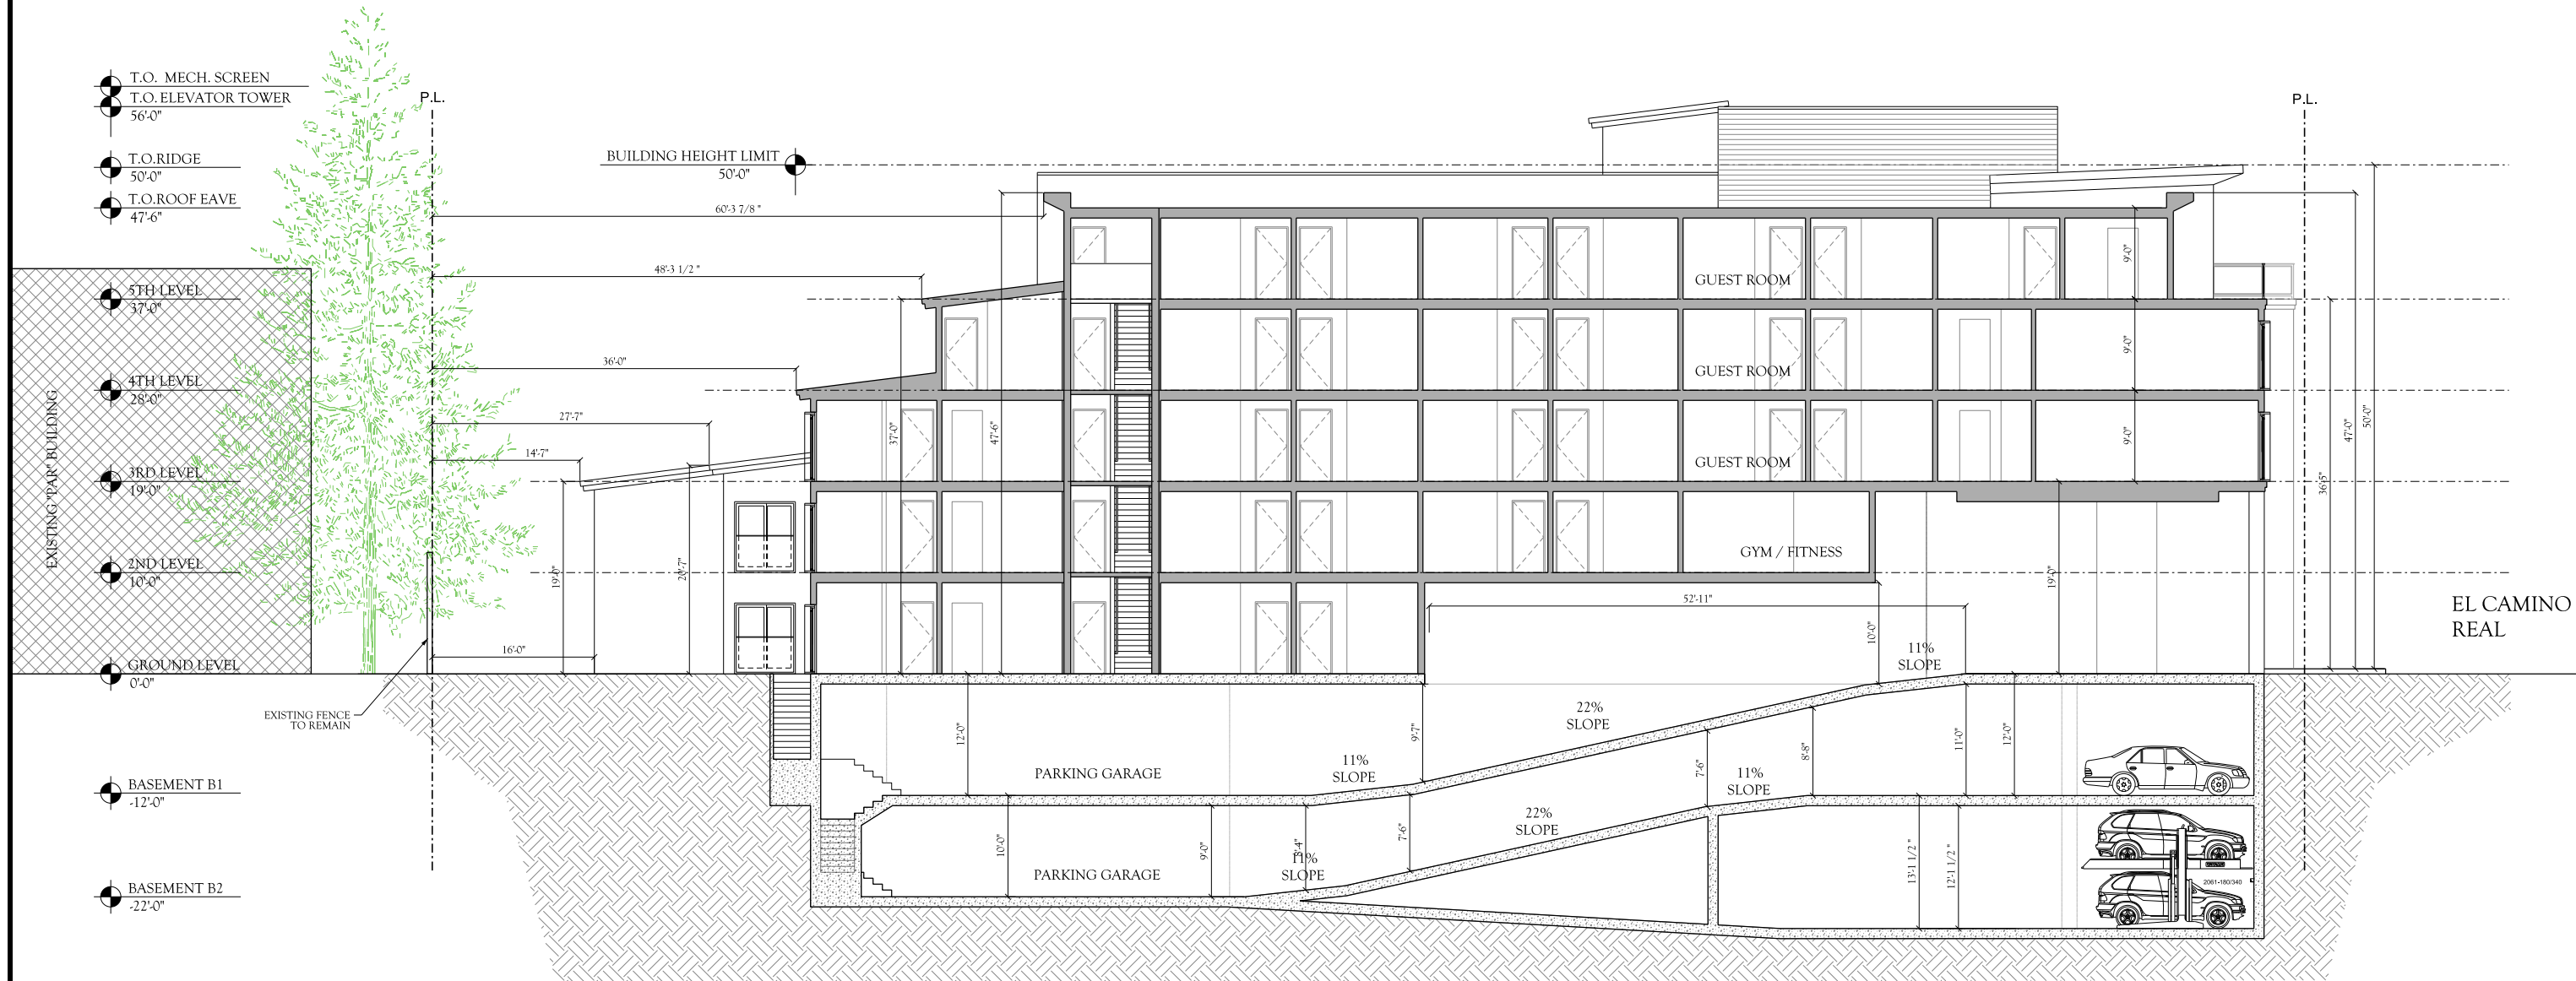 T.O. MECH. SCREEN
T.O. ELEVATOR TOWER
56'-0"
T.O.RIDGE
50'-0"
T.O.ROOF EAVE
47'-6"
5TH LEVEL
37'-0"
4TH LEVEL
28'-0"
3RD LEVEL
19'-0"
2ND LEVEL
10'-0"
GROUND LEVEL
0'-0"
BASEMENT B1
-12'-0"
BASEMENT B2
-22'-0"
EXISTING "PAR" BUILDING
EXISTING FENCE
TO REMAIN
P.L.
P.L.
BUILDING HEIGHT LIMIT
50'-0"
60'-3 7/8 "
48'-3 1/2 "
36'-0"
27'-7"
14'-7"
16'-0"
19'-0"
20'-7"
37'-0"
47'-6"
GUEST ROOM
GUEST ROOM
GUEST ROOM
GYM / FITNESS
9'-0"
9'-0"
9'-0"
19'-0"
36'-5"
47'-0"
50'-0"
52'-11"
10'-0"
11%
SLOPE
EL CAMINO
REAL
12'-0"
9'-7"
22%
SLOPE
PARKING GARAGE
11%
SLOPE
7'-6"
11%
SLOPE
8'-8"
11'-0"
12'-0"
10'-0"
9'-0"
11%
SLOPE
7'-6"
22%
SLOPE
PARKING GARAGE
13'-1 1/2 "
12'-1 1/2 "
2061-180/340